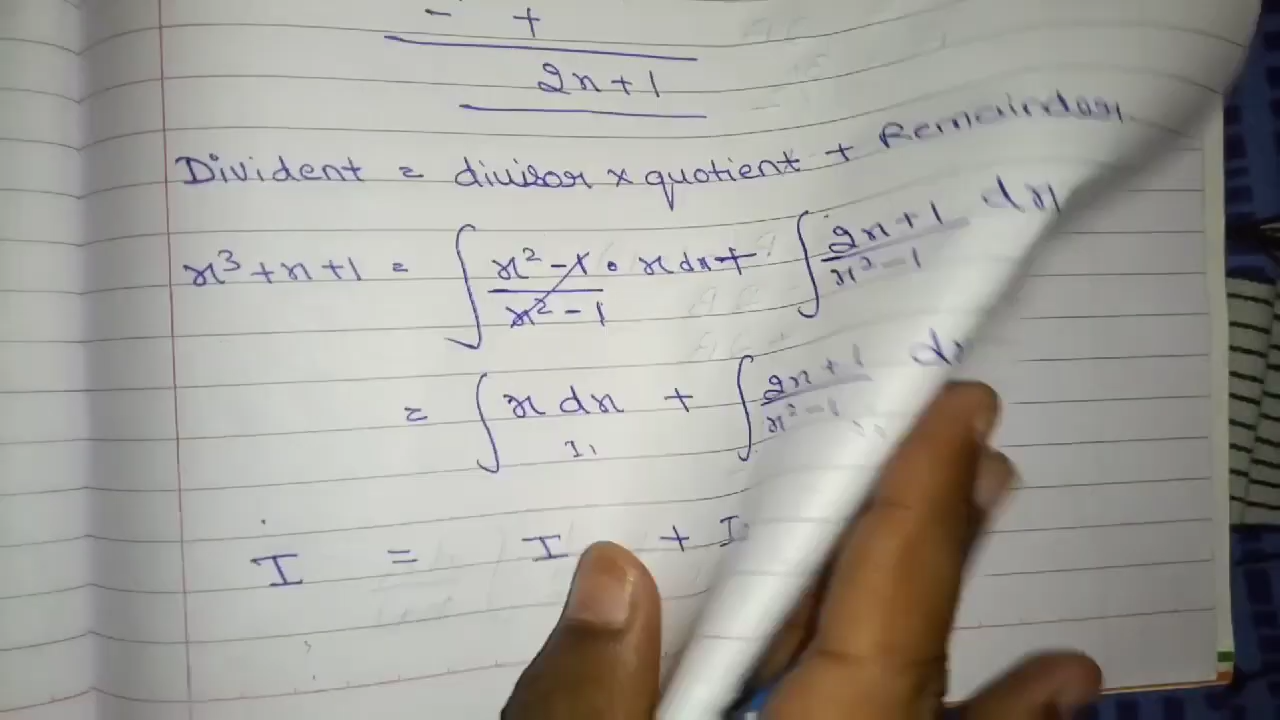 - +
2x+1
Divident = divisor × quotient + Remainder
x³+x+1 = ∫ x²-1/x²-1 · x dx + ∫ 2x+1/x²-1 dx
= ∫ x dx + ∫ 2x+1/x²-1 dx
I₁
I = I + I